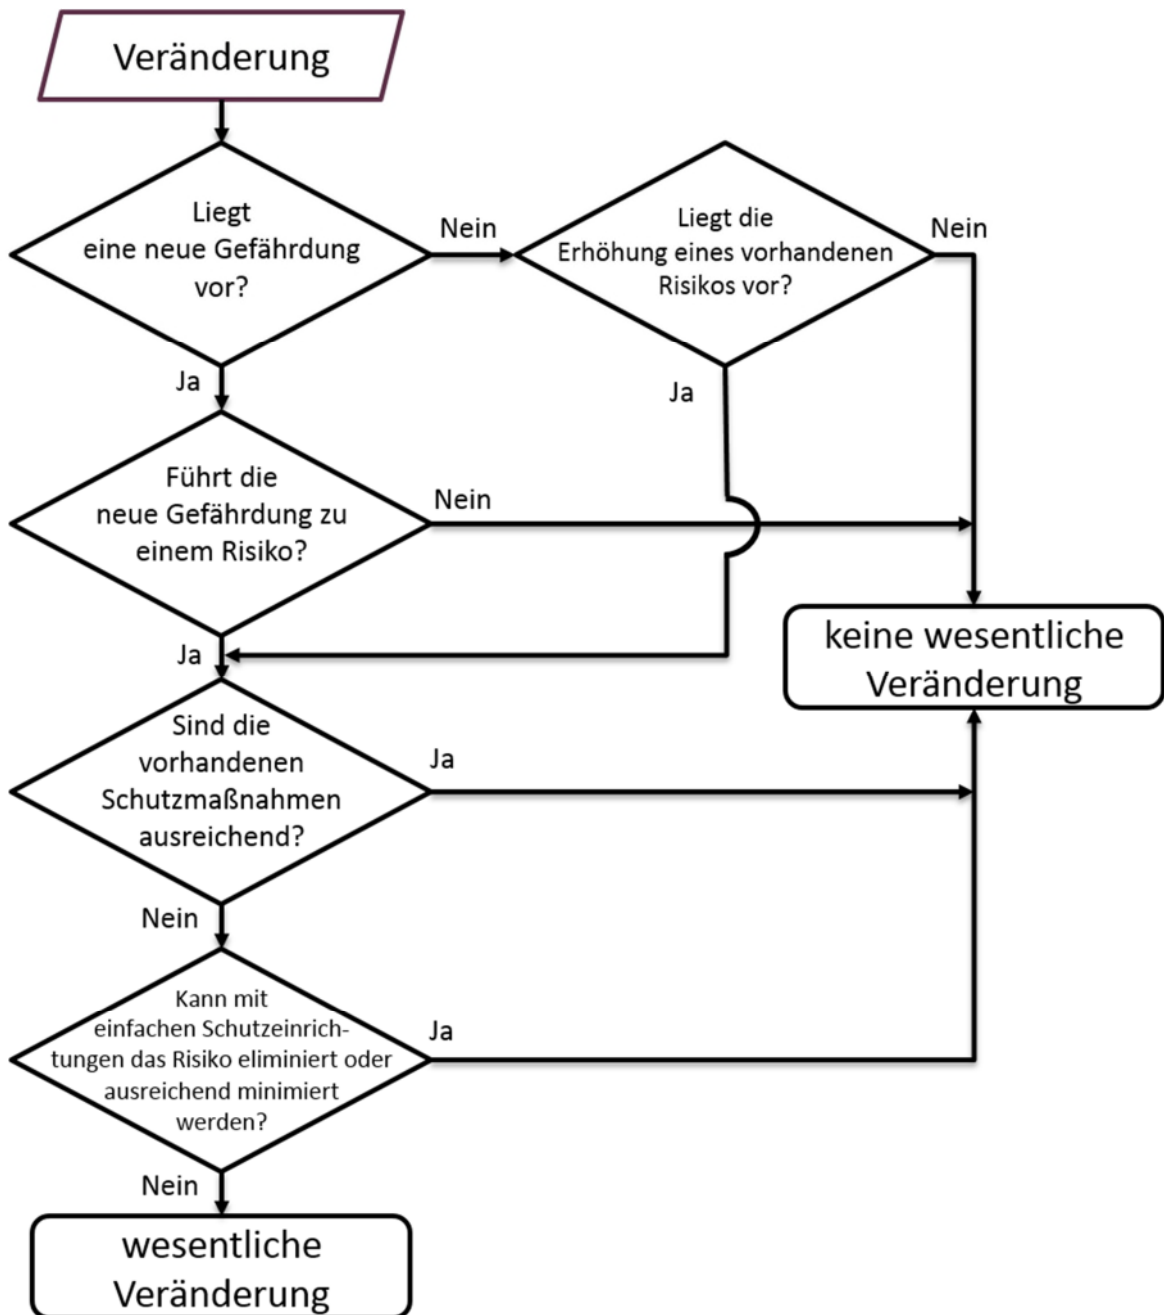 Veränderung
Liegt
eine neue Gefährdung
vor?
Nein
Liegt die
Erhöhung eines vorhandenen
Risikos vor?
Nein
Ja
Ja
Führt die
neue Gefährdung zu
einem Risiko?
Nein
Ja
keine wesentliche
Veränderung
Sind die
vorhandenen
Schutzmaßnahmen
ausreichend?
Ja
Nein
Kann mit
einfachen Schutzeinrich-
tungen das Risiko eliminiert oder
ausreichend minimiert
werden?
Ja
Nein
wesentliche
Veränderung